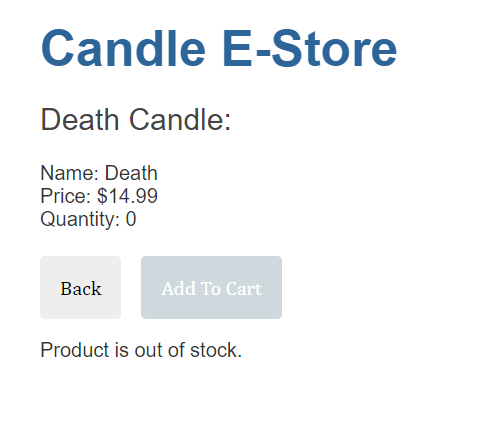 Candle E-Store
Death Candle:
Name: Death
Price: $14.99
Quantity: 0
Back
Add To Cart
Product is out of stock.